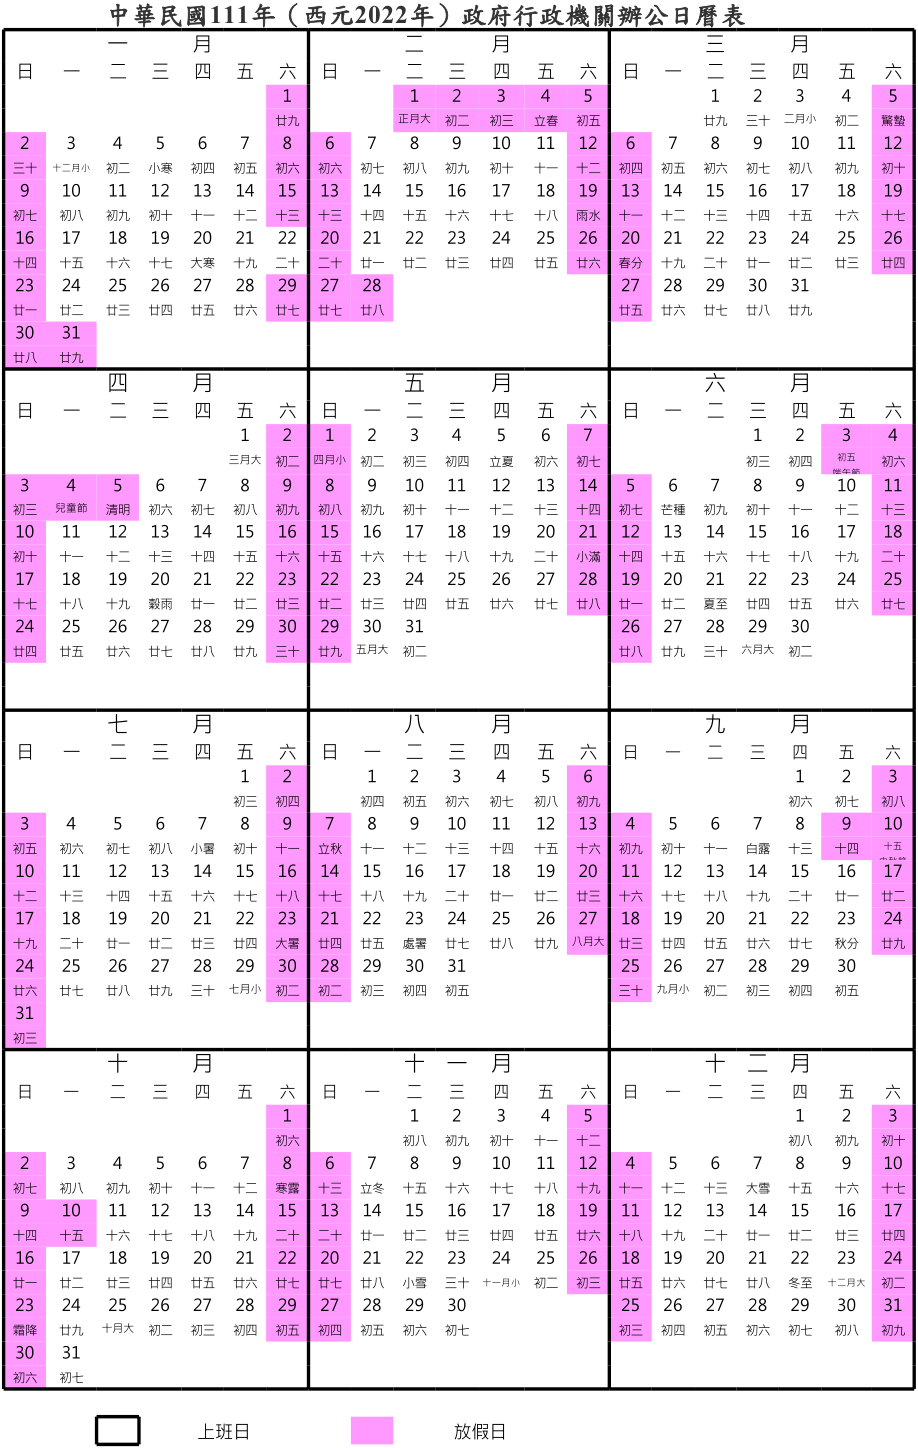 中華民國111年（西元2022年）政府行政機關辦公日曆表
一 月
日 一 二 三 四 五 六
1
廿九
2 3 4 5 6 7 8
三十 十二月小 初二 小寒 初四 初五 初六
9 10 11 12 13 14 15
初七 初八 初九 初十 十一 十二 十三
16 17 18 19 20 21 22
十四 十五 十六 十七 大寒 十九 二十
23 24 25 26 27 28 29
廿一 廿二 廿三 廿四 廿五 廿六 廿七
30 31
廿八 廿九
二 月
日 一 二 三 四 五 六
1 2 3 4 5
正月大 初二 初三 立春 初五
6 7 8 9 10 11 12
初六 初七 初八 初九 初十 十一 十二
13 14 15 16 17 18 19
十三 十四 十五 十六 十七 十八 雨水
20 21 22 23 24 25 26
二十 廿一 廿二 廿三 廿四 廿五 廿六
27 28
廿七 廿八
三 月
日 一 二 三 四 五 六
1 2 3 4 5
廿九 三十 二月小 初二 驚蟄
6 7 8 9 10 11 12
初四 初五 初六 初七 初八 初九 初十
13 14 15 16 17 18 19
十一 十二 十三 十四 十五 十六 十七
20 21 22 23 24 25 26
春分 十九 二十 廿一 廿二 廿三 廿四
27 28 29 30 31
廿五 廿六 廿七 廿八 廿九
四 月
日 一 二 三 四 五 六
1 2
三月大 初二
3 4 5 6 7 8 9
初三 兒童節 清明 初六 初七 初八 初九
10 11 12 13 14 15 16
初十 十一 十二 十三 十四 十五 十六
17 18 19 20 21 22 23
十七 十八 十九 穀雨 廿一 廿二 廿三
24 25 26 27 28 29 30
廿四 廿五 廿六 廿七 廿八 廿九 三十
五 月
日 一 二 三 四 五 六
1 2 3 4 5 6 7
四月小 初二 初三 初四 立夏 初六 初七
8 9 10 11 12 13 14
初八 初九 初十 十一 十二 十三 十四
15 16 17 18 19 20 21
十五 十六 十七 十八 十九 二十 小滿
22 23 24 25 26 27 28
廿二 廿三 廿四 廿五 廿六 廿七 廿八
29 30 31
廿九 五月大 初二
六 月
日 一 二 三 四 五 六
1 2 3 4
初三 初四 初五 初六
端午節
5 6 7 8 9 10 11
初七 芒種 初九 初十 十一 十二 十三
12 13 14 15 16 17 18
十四 十五 十六 十七 十八 十九 二十
19 20 21 22 23 24 25
廿一 廿二 夏至 廿四 廿五 廿六 廿七
26 27 28 29 30
廿八 廿九 三十 六月大 初二
七 月
日 一 二 三 四 五 六
1 2
初三 初四
3 4 5 6 7 8 9
初五 初六 初七 初八 小暑 初十 十一
10 11 12 13 14 15 16
十二 十三 十四 十五 十六 十七 十八
17 18 19 20 21 22 23
十九 二十 廿一 廿二 廿三 廿四 大暑
24 25 26 27 28 29 30
廿六 廿七 廿八 廿九 三十 七月小 初二
31
初三
八 月
日 一 二 三 四 五 六
1 2 3 4 5 6
初四 初五 初六 初七 初八 初九
7 8 9 10 11 12 13
立秋 十一 十二 十三 十四 十五 十六
14 15 16 17 18 19 20
十七 十八 十九 二十 廿一 廿二 廿三
21 22 23 24 25 26 27
廿四 廿五 處暑 廿七 廿八 廿九 八月大
28 29 30 31
初二 初三 初四 初五
九 月
日 一 二 三 四 五 六
1 2 3
初六 初七 初八
4 5 6 7 8 9 10
初九 初十 十一 白露 十三 十四 十五
11 12 13 14 15 16 17
十六 十七 十八 十九 二十 廿一 廿二
18 19 20 21 22 23 24
廿三 廿四 廿五 廿六 廿七 秋分 廿九
25 26 27 28 29 30
三十 九月小 初二 初三 初四 初五
十 月
日 一 二 三 四 五 六
1
初六
2 3 4 5 6 7 8
初七 初八 初九 初十 十一 十二 寒露
9 10 11 12 13 14 15
十四 十五 十六 十七 十八 十九 二十
16 17 18 19 20 21 22
廿一 廿二 廿三 廿四 廿五 廿六 廿七
23 24 25 26 27 28 29
霜降 廿九 十月大 初二 初三 初四 初五
30 31
初六 初七
十 一 月
日 一 二 三 四 五 六
1 2 3 4 5
初八 初九 初十 十一 十二
6 7 8 9 10 11 12
十三 立冬 十五 十六 十七 十八 十九
13 14 15 16 17 18 19
二十 廿一 廿二 廿三 廿四 廿五 廿六
20 21 22 23 24 25 26
廿七 廿八 小雪 三十 十一月小 初二 初三
27 28 29 30
初四 初五 初六 初七
十 二 月
日 一 二 三 四 五 六
1 2 3
初八 初九 初十
4 5 6 7 8 9 10
十一 十二 十三 大雪 十五 十六 十七
11 12 13 14 15 16 17
十八 十九 二十 廿一 廿二 廿三 廿四
18 19 20 21 22 23 24
廿五 廿六 廿七 廿八 冬至 十二月大 初二
25 26 27 28 29 30 31
初三 初四 初五 初六 初七 初八 初九
上班日 放假日